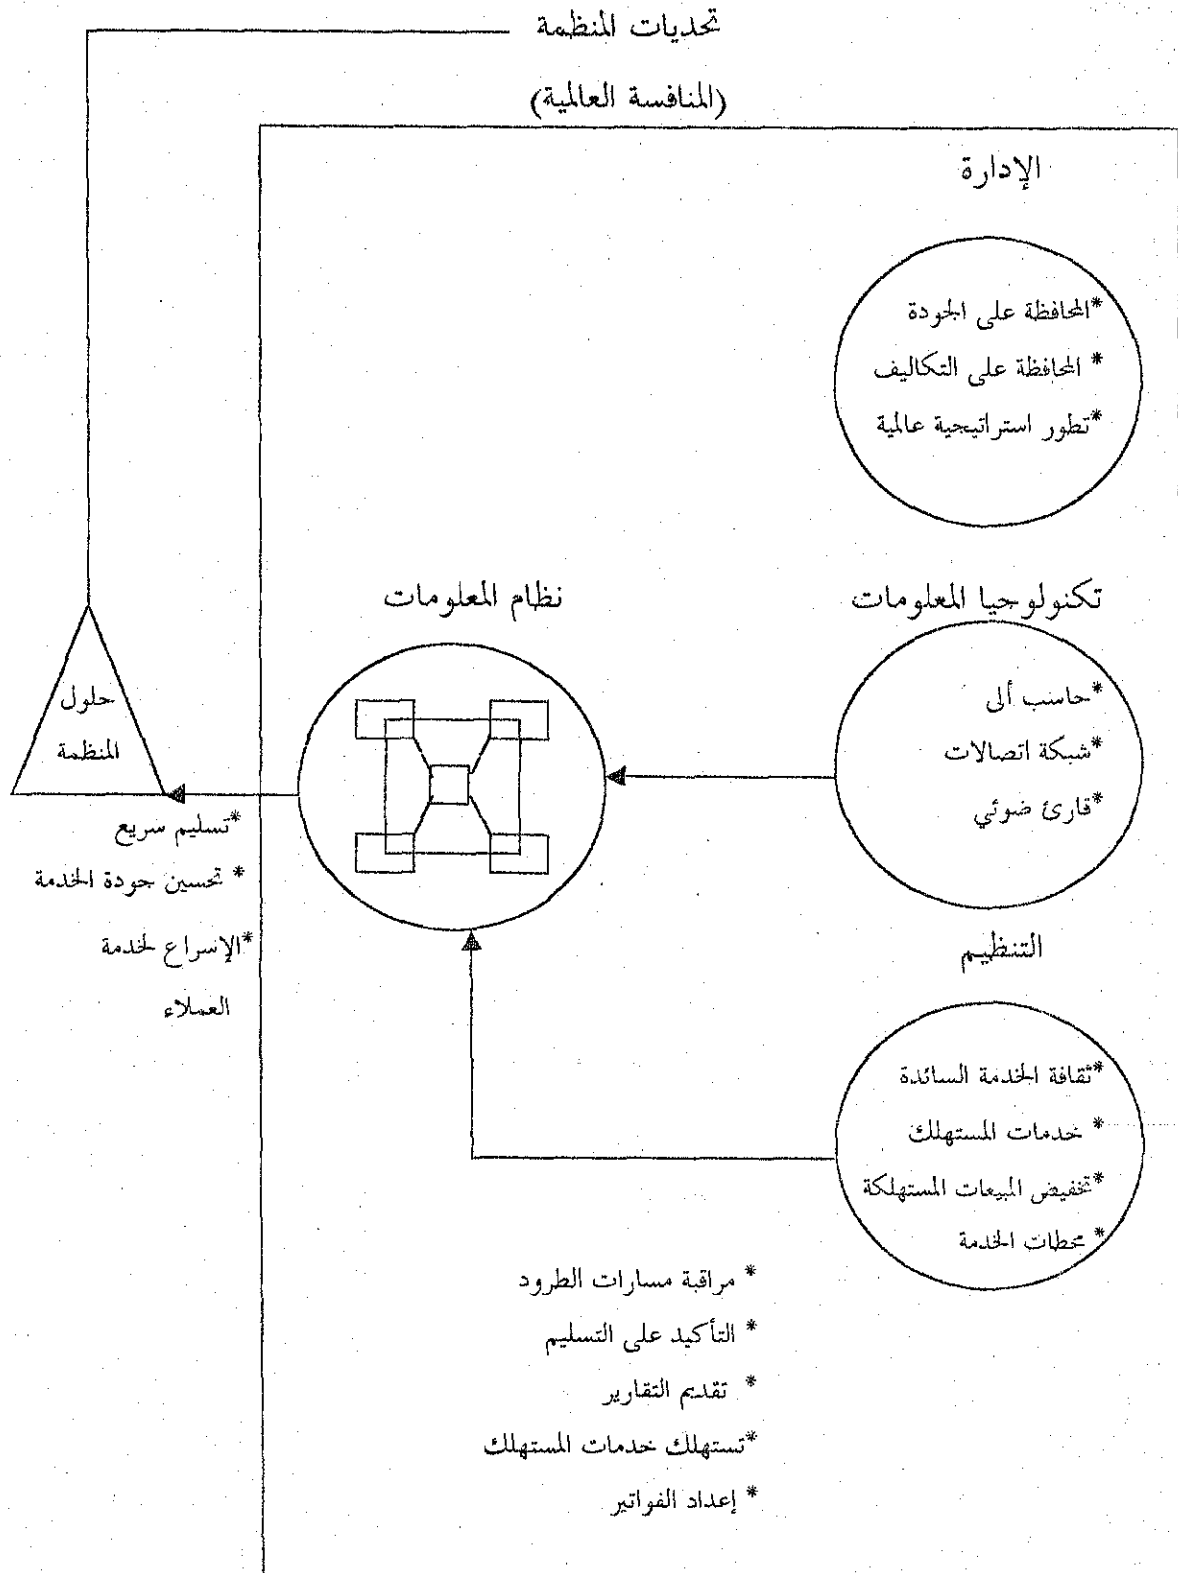 تحديات المنظمة
(المنافسة العالمية)
الإدارة
*المحافظة على الجودة
* المحافظة على التكاليف
*تطور استراتيجية عالمية
تكنولوجيا المعلومات
*حاسب ألى
*شبكة اتصالات
*قارئ ضوئي
نظام المعلومات
حلول
المنظمة
*تسليم سريع
* تحسين جودة الخدمة
*الإسراع لخدمة
العملاء
التنظيم
*ثقافة الخدمة السائدة
* خدمات المستهلك
*تخفيض المبيعات المستهلكة
* محطات الخدمة
* مراقبة مسارات الطرود
* التأكيد على التسليم
* تقديم التقارير
*تستهلك خدمات المستهلك
* إعداد الفواتير